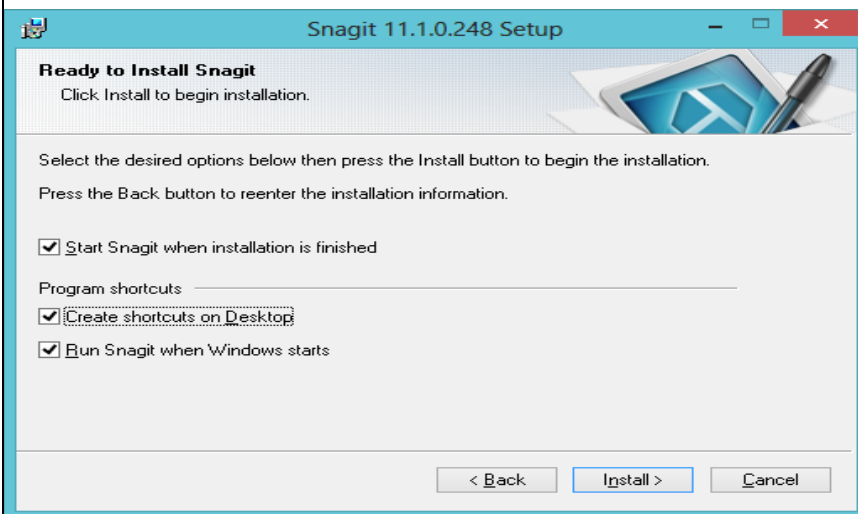 Snagit 11.1.0.248 Setup
Ready to Install Snagit
Click Install to begin installation.
Select the desired options below then press the Install button to begin the installation.
Press the Back button to reenter the installation information.
Start Snagit when installation is finished
Program shortcuts
Create shortcuts on Desktop
Run Snagit when Windows starts
< Back Install > Cancel